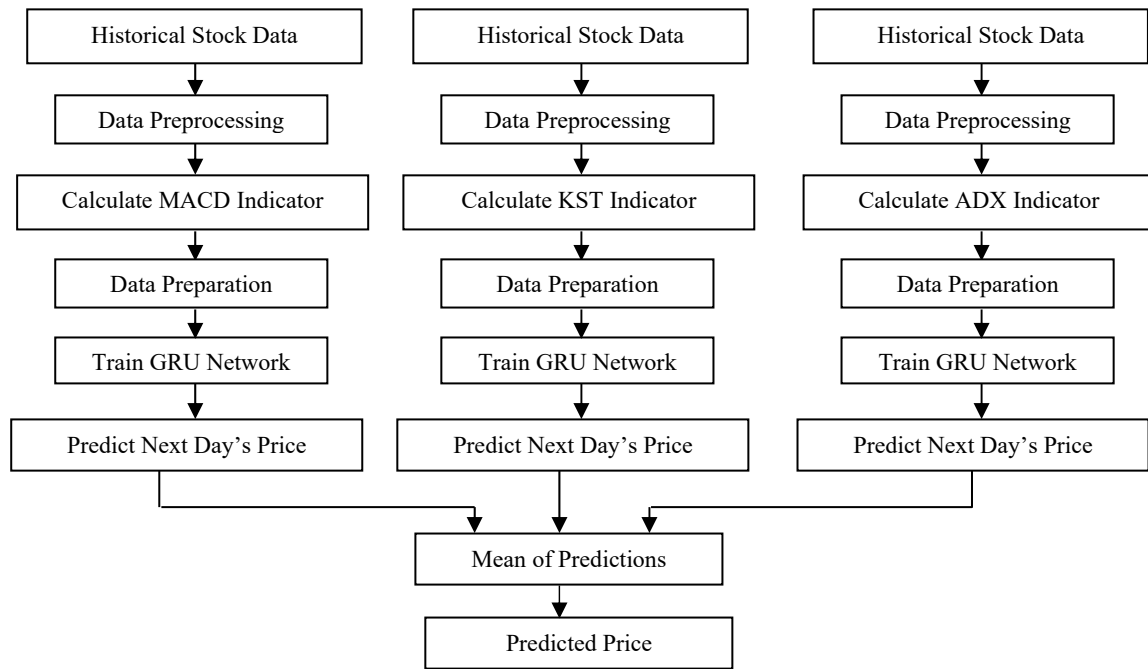 Historical Stock Data
Historical Stock Data
Historical Stock Data
Data Preprocessing
Data Preprocessing
Data Preprocessing
Calculate MACD Indicator
Calculate KST Indicator
Calculate ADX Indicator
Data Preparation
Data Preparation
Data Preparation
Train GRU Network
Train GRU Network
Train GRU Network
Predict Next Day’s Price
Predict Next Day’s Price
Predict Next Day’s Price
Mean of Predictions
Predicted Price